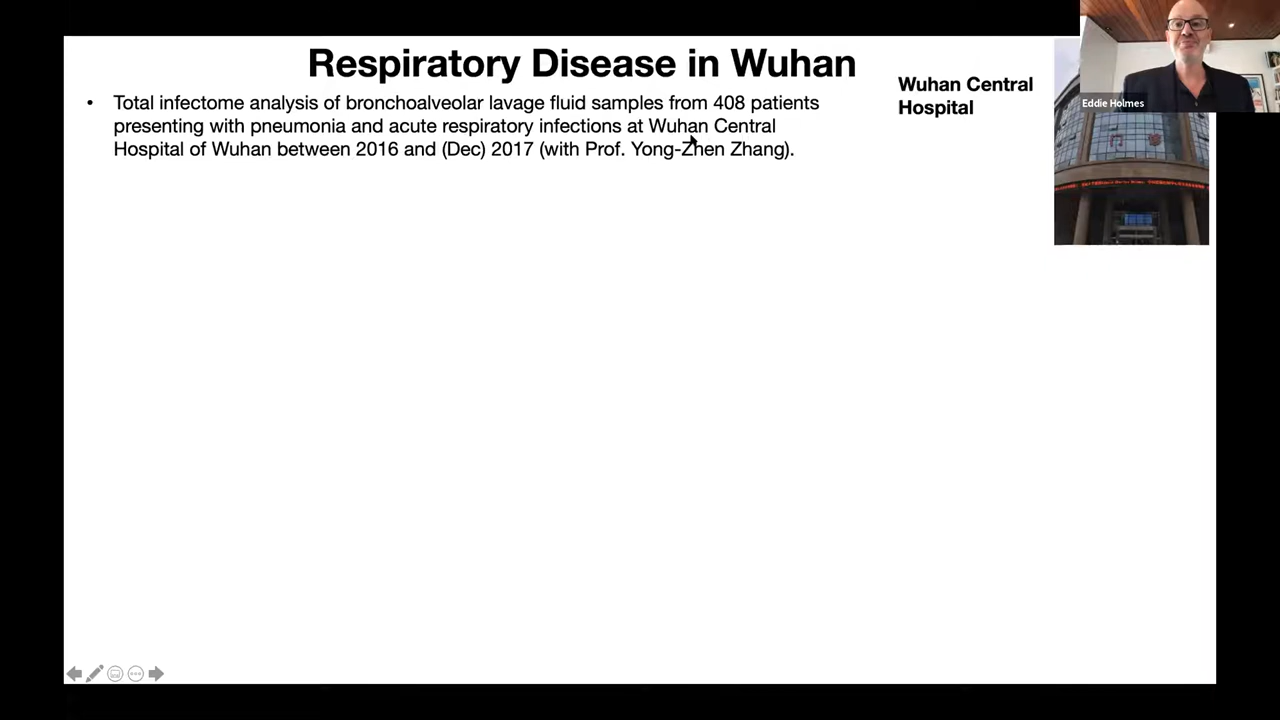 Respiratory Disease in Wuhan
• Total infectome analysis of bronchoalveolar lavage fluid samples from 408 patients
presenting with pneumonia and acute respiratory infections at Wuhan Central
Hospital of Wuhan between 2016 and (Dec) 2017 (with Prof. Yong-Zhen Zhang).
Wuhan Central
Hospital
Eddie Holmes